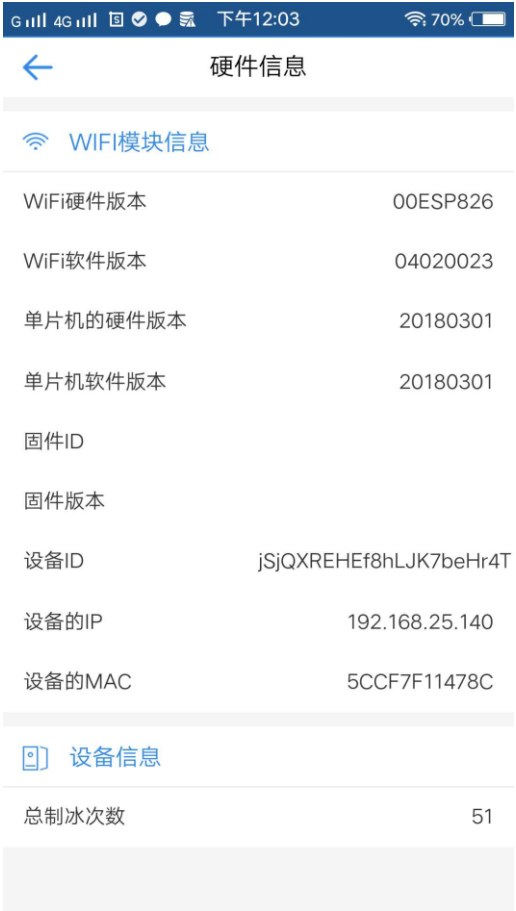 G 4G 下午12:03 70%
硬件信息
WIFI模块信息
WiFi硬件版本 00ESP826
WiFi软件版本 04020023
单片机的硬件版本 20180301
单片机软件版本 20180301
固件ID
固件版本
设备ID jSjQXREHEf8hLJK7beHr4T
设备的IP 192.168.25.140
设备的MAC 5CCF7F11478C
设备信息
总制冰次数 51